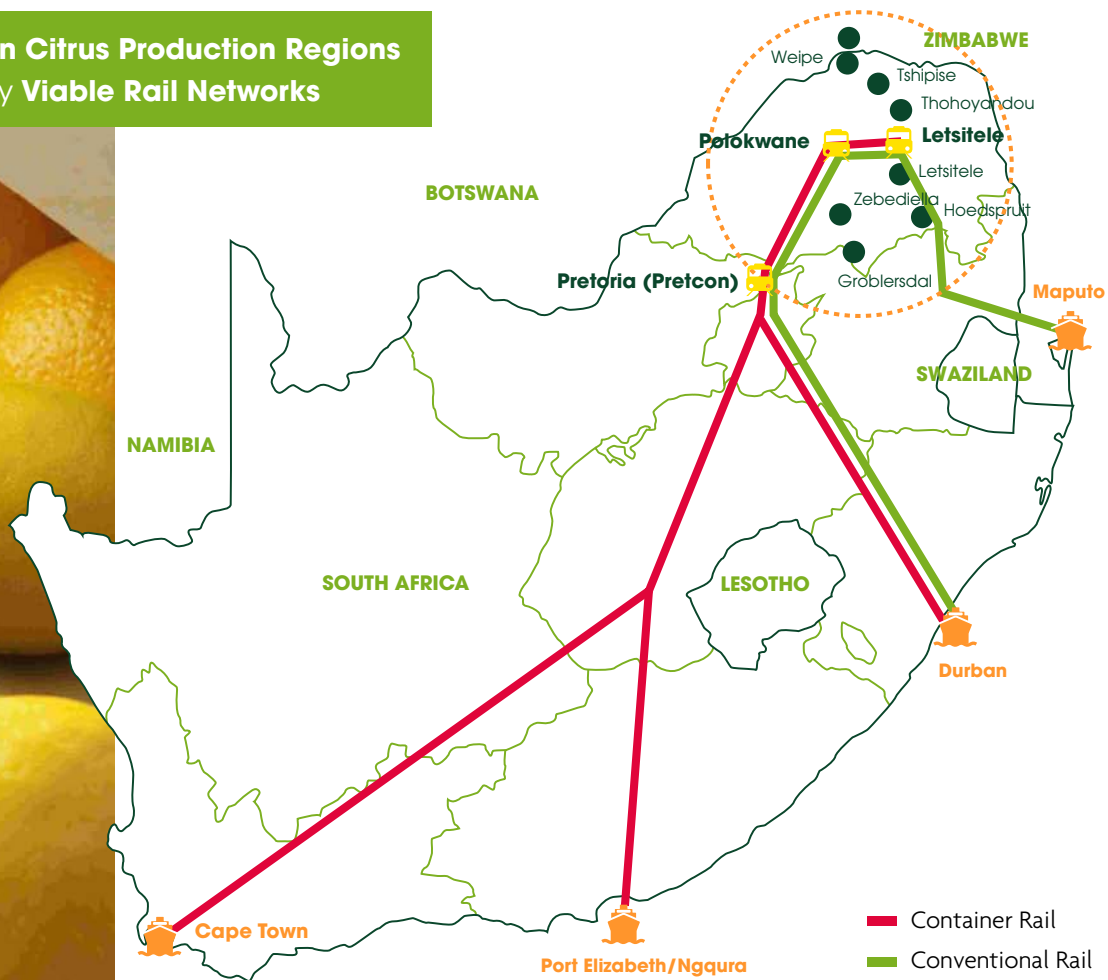 n Citrus Production Regions
y Viable Rail Networks
ZIMBABWE
Weipe
Tshipise
Thohoyandou
Polokwane
Letsitele
Letsitele
BOTSWANA
Zebediella
Hoedspruit
Pretoria (Pretcon)
Groblersdal
Maputo
SWAZILAND
NAMIBIA
SOUTH AFRICA
LESOTHO
Durban
Cape Town
Port Elizabeth/Ngqura
Container Rail
Conventional Rail